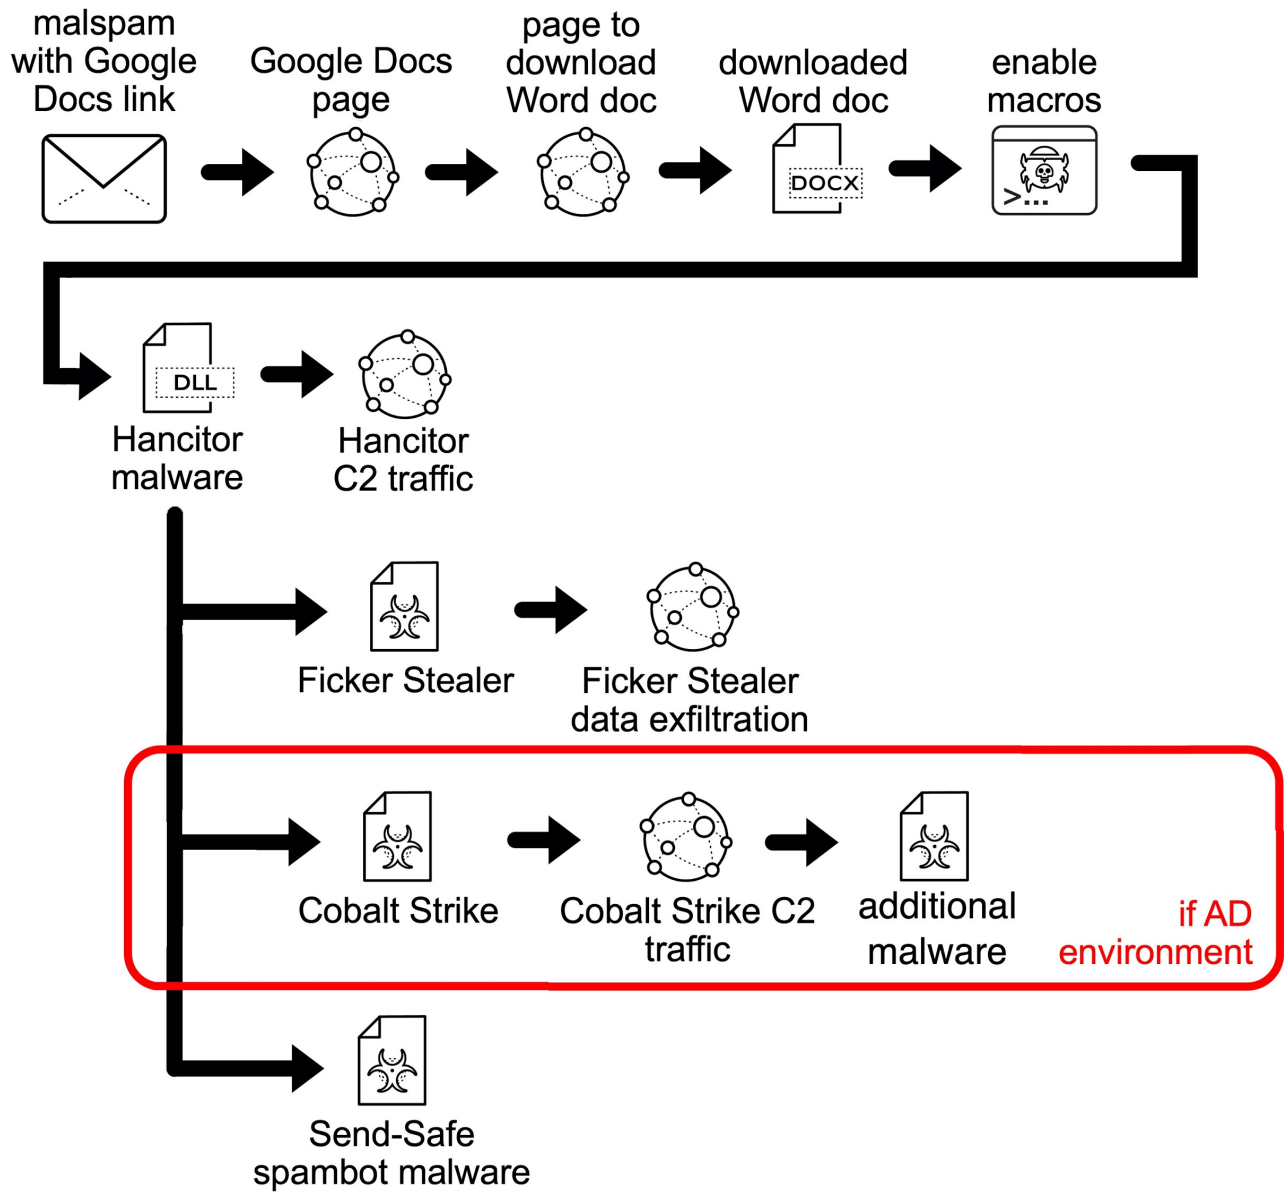 malspam
with Google
Docs link
Google Docs
page
page to
download
Word doc
downloaded
Word doc
enable
macros
DOCX
>...
DLL
Hancitor
malware
Hancitor
C2 traffic
Ficker Stealer
Ficker Stealer
data exfiltration
Cobalt Strike
Cobalt Strike C2
traffic
additional
malware
if AD
environment
Send-Safe
spambot malware